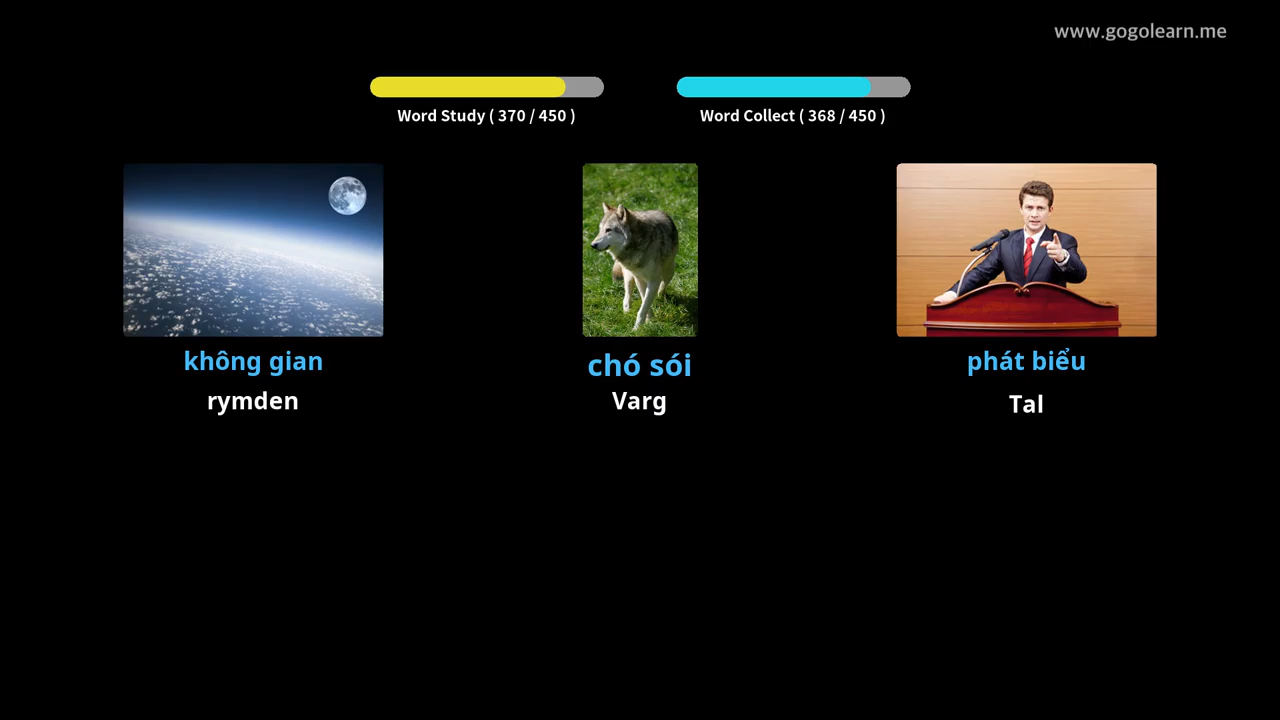 www.gogolearn.me
Word Study ( 370 / 450 )
Word Collect ( 368 / 450 )
không gian
rymden
chó sói
Varg
phát biểu
Tal